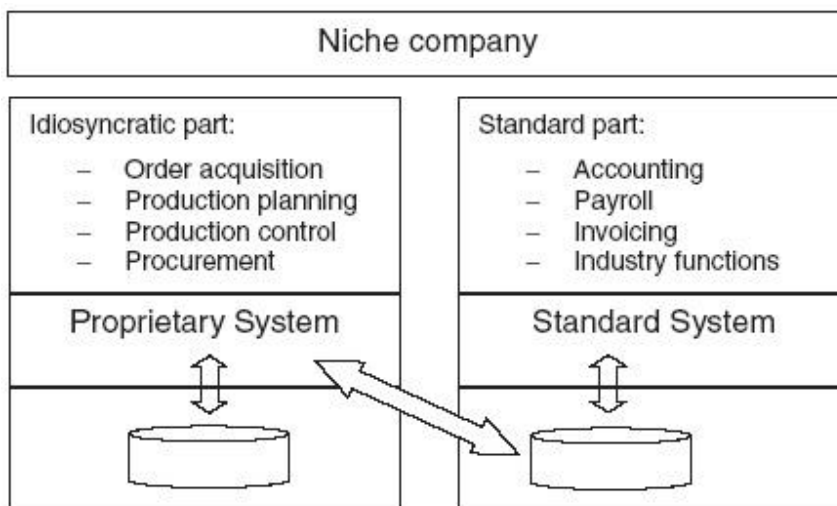 Niche company
Idiosyncratic part:
– Order acquisition
– Production planning
– Production control
– Procurement
Proprietary System
Standard part:
– Accounting
– Payroll
– Invoicing
– Industry functions
Standard System